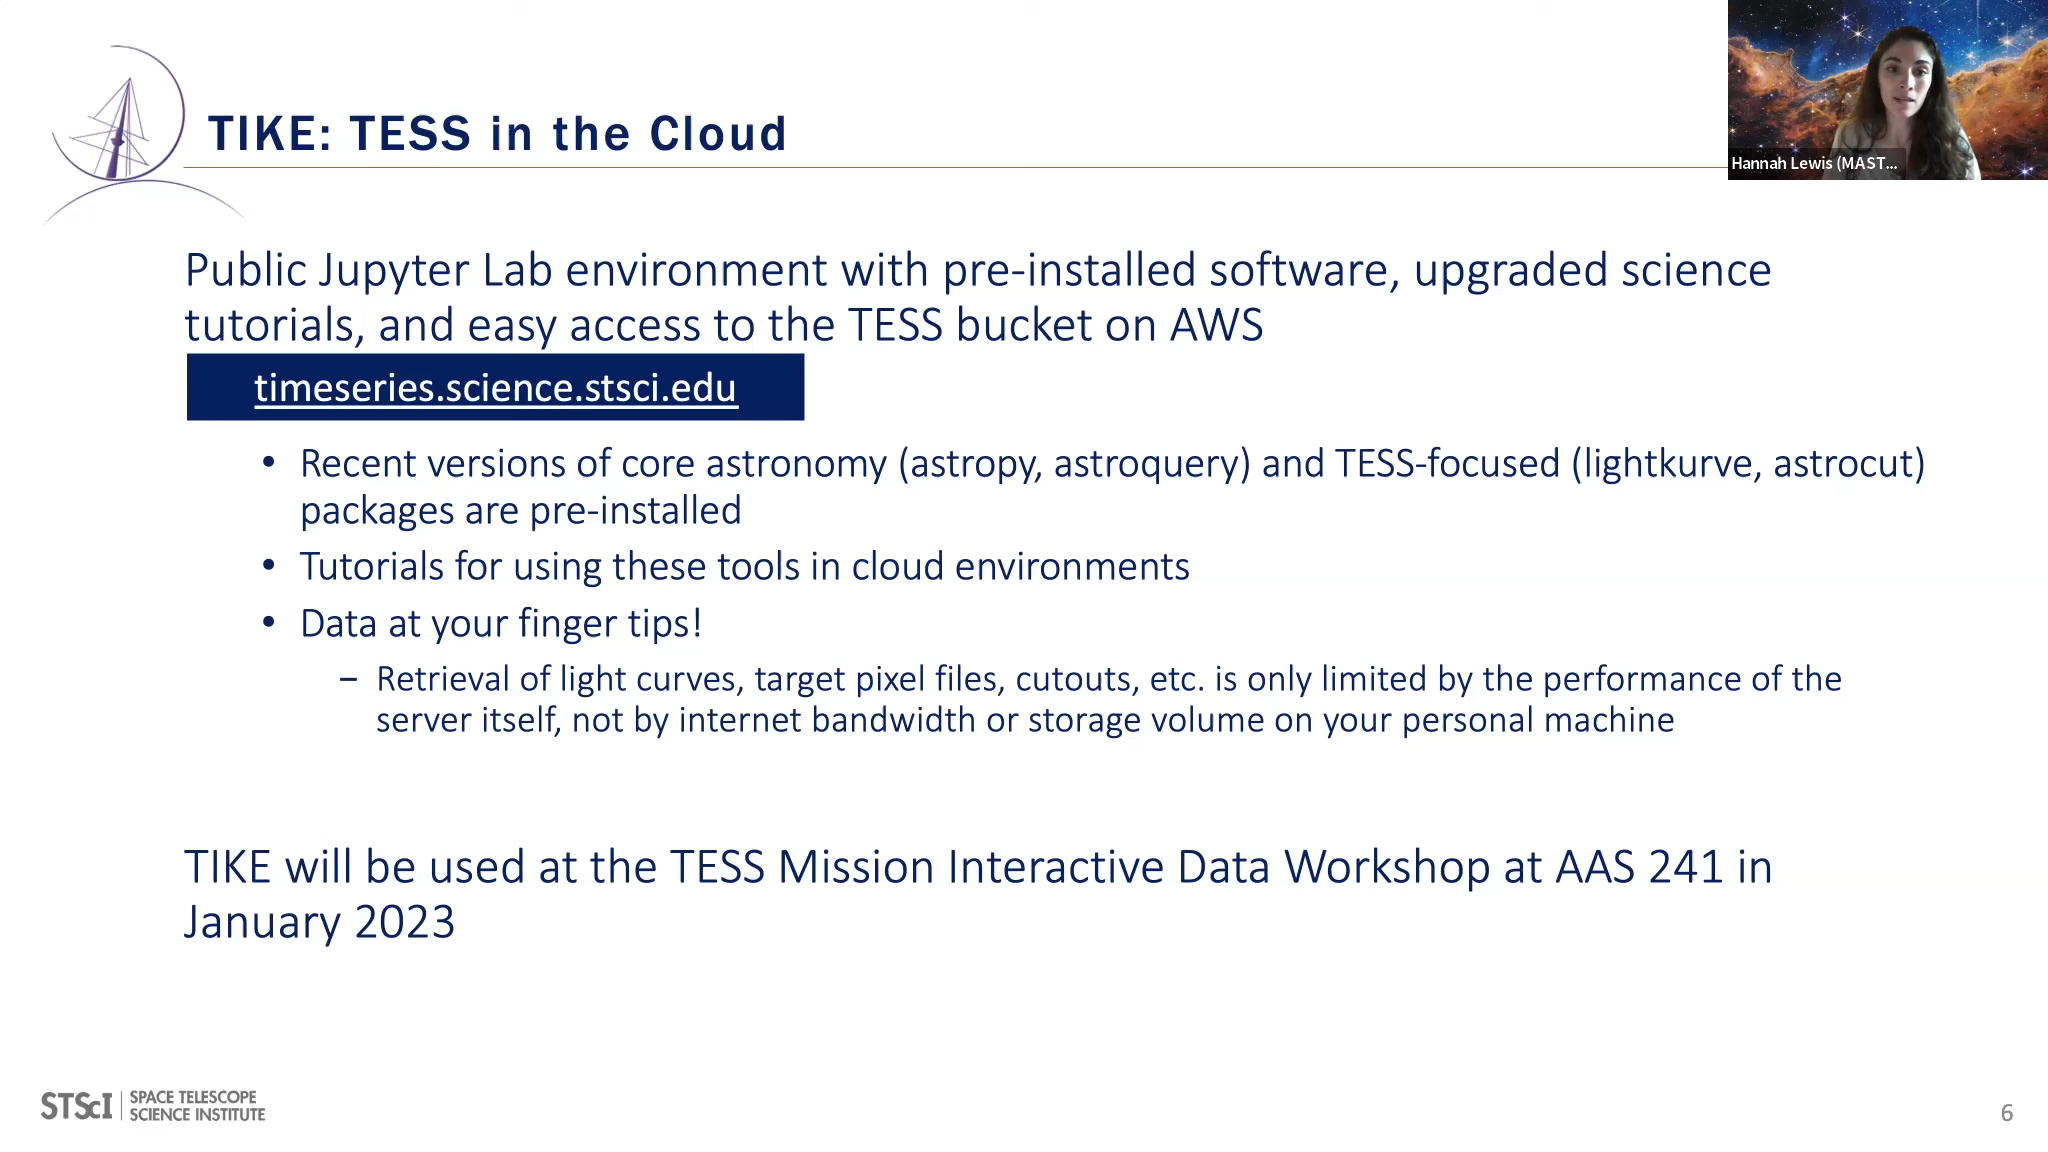 TIKE: TESS in the Cloud
Hannah Lewis (MAST...
Public Jupyter Lab environment with pre-installed software, upgraded science
tutorials, and easy access to the TESS bucket on AWS
timeseries.science.stsci.edu
• Recent versions of core astronomy (astropy, astroquery) and TESS-focused (lightkurve, astrocut)
packages are pre-installed
• Tutorials for using these tools in cloud environments
• Data at your finger tips!
– Retrieval of light curves, target pixel files, cutouts, etc. is only limited by the performance of the
server itself, not by internet bandwidth or storage volume on your personal machine
TIKE will be used at the TESS Mission Interactive Data Workshop at AAS 241 in
January 2023
STScI | SPACE TELESCOPE
SCIENCE INSTITUTE
6